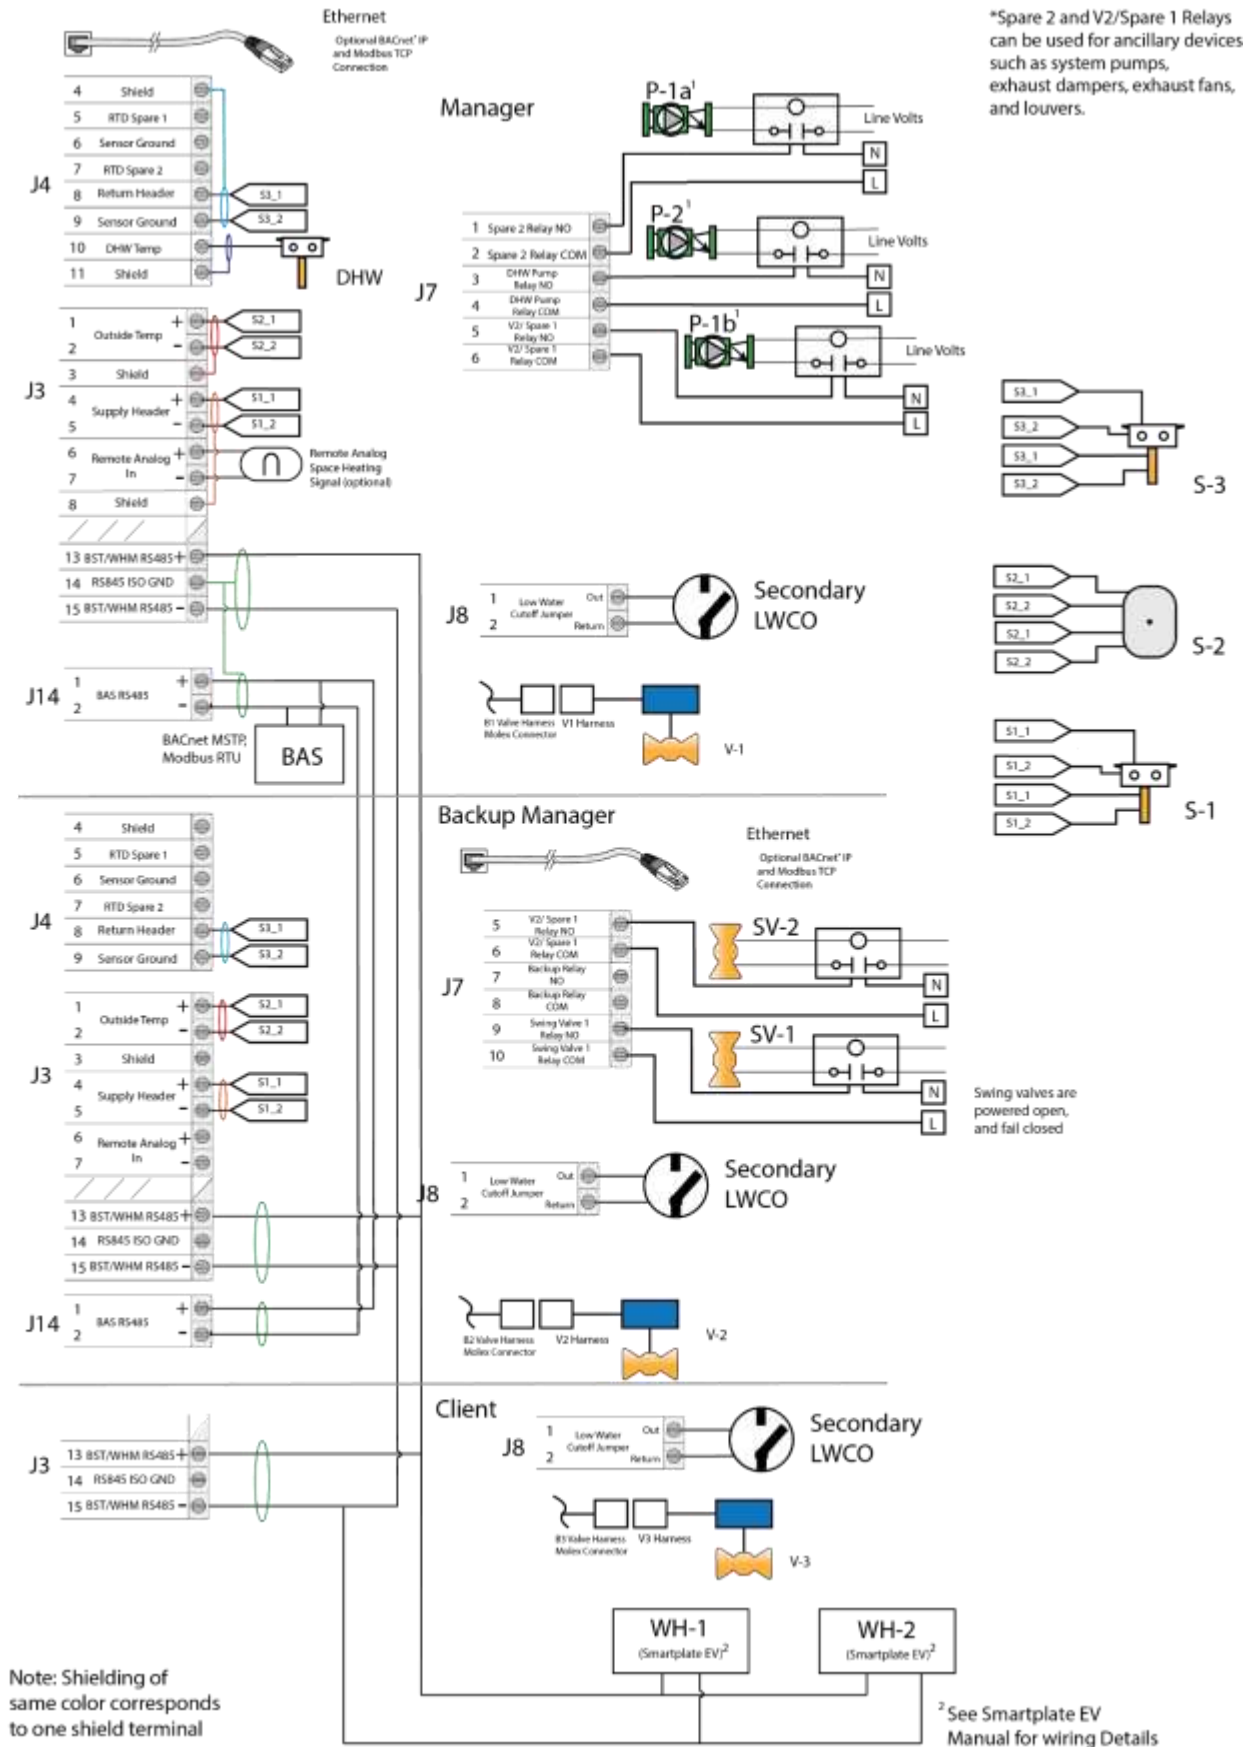 Ethernet
Optional BACnet® IP
and Modbus TCP
Connection
*Spare 2 and V2/Spare 1 Relays
can be used for ancillary devices
such as system pumps,
exhaust dampers, exhaust fans,
and louvers.
Manager
J4
4 Shield
5 RTD Spare 1
6 Sensor Ground
7 RTD Spare 2
8 Return Header
9 Sensor Ground
10 DHW Temp
11 Shield
S3_1
S3_2
DHW
J3
1
Outside Temp
2
+
-
3 Shield
4
Supply Header
5
+
-
6
Remote Analog
In
7
+
-
8 Shield
S2_1
S2_2
S1_1
S1_2
Remote Analog
Space Heating
Signal (optional)
13 BST/WHM RS485 +
14 RS845 ISO GND
15 BST/WHM RS485 -
J14
1
BAS RS485
2
+
-
BACnet MSTP,
Modbus RTU
BAS
J7
1 Spare 2 Relay NO
2 Spare 2 Relay COM
3 DHW Pump
Relay NO
4 DHW Pump
Relay COM
5 V2/ Spare 1
Relay NO
6 V2/ Spare 1
Relay COM
P-1a¹
Line Volts
N
L
P-2¹
Line Volts
N
L
P-1b¹
Line Volts
N
L
J8
1
Low Water
Cutoff Jumper
2
Out
Return
Secondary
LWCO
B1 Valve Harness
Molex Connector
V1 Harness
V-1
S3_1
S3_2
S3_1
S3_2
S-3
S2_1
S2_2
S2_1
S2_2
S-2
S1_1
S1_2
S1_1
S1_2
S-1
Backup Manager
Ethernet
Optional BACnet® IP
and Modbus TCP
Connection
J4
4 Shield
5 RTD Spare 1
6 Sensor Ground
7 RTD Spare 2
8 Return Header
9 Sensor Ground
S3_1
S3_2
J3
1
Outside Temp
2
+
-
3 Shield
4
Supply Header
5
+
-
6
Remote Analog
In
7
+
-
S2_1
S2_2
S1_1
S1_2
13 BST/WHM RS485 +
14 RS845 ISO GND
15 BST/WHM RS485 -
J14
1
BAS RS485
2
+
-
J7
5 V2/ Spare 1
Relay NO
6 V2/ Spare 1
Relay COM
7 Backup Relay
NO
8 Backup Relay
COM
9 Swing Valve 1
Relay NO
10 Swing Valve 1
Relay COM
SV-2
N
L
SV-1
N
L
Swing valves are
powered open,
and fail closed
J8
1
Low Water
Cutoff Jumper
2
Out
Return
Secondary
LWCO
B2 Valve Harness
Molex Connector
V2 Harness
V-2
Client
J3
13 BST/WHM RS485 +
14 RS845 ISO GND
15 BST/WHM RS485 -
J8
1
Low Water
Cutoff Jumper
2
Out
Return
Secondary
LWCO
B3 Valve Harness
Molex Connector
V3 Harness
V-3
WH-1
(Smartplate EV)²
WH-2
(Smartplate EV)²
Note: Shielding of
same color corresponds
to one shield terminal
² See Smartplate EV
Manual for wiring Details